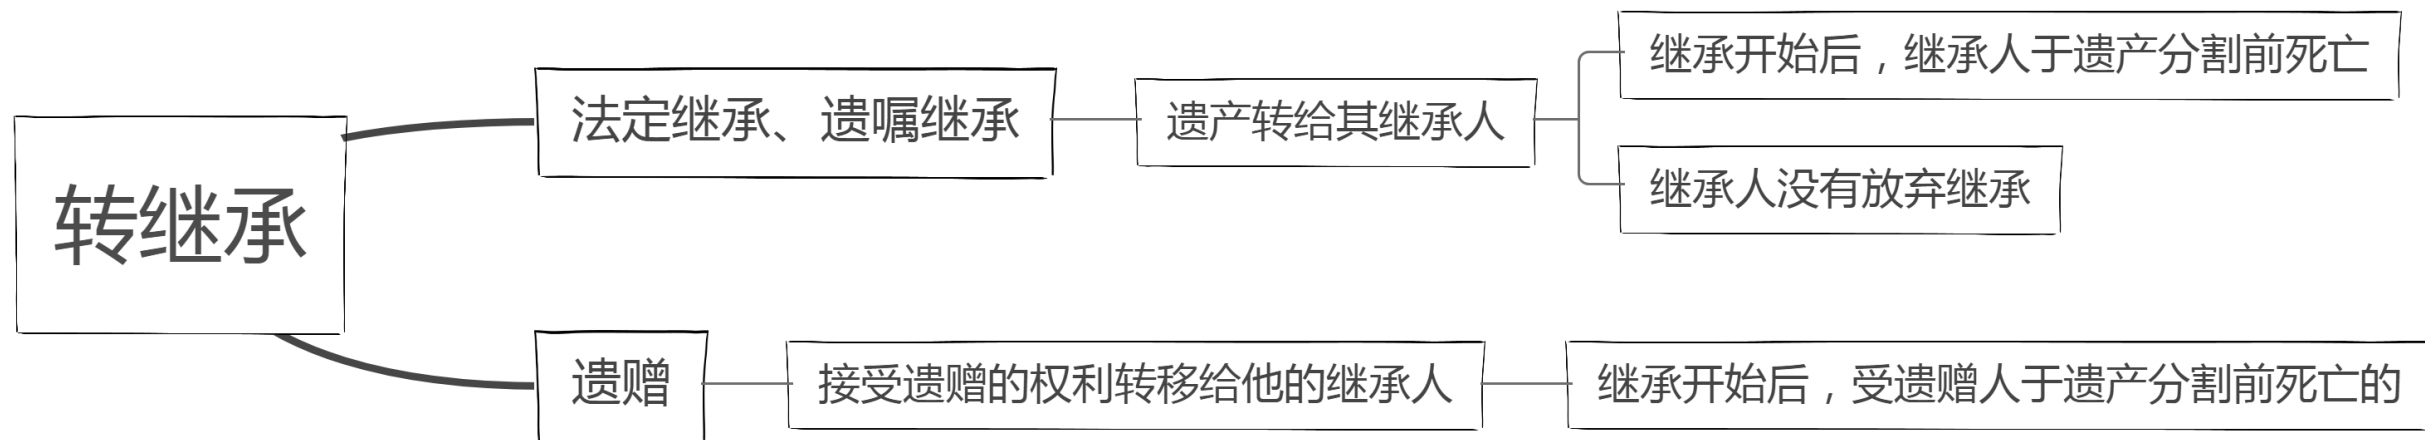 转继承
法定继承、遗嘱继承
遗产转给其继承人
继承开始后，继承人于遗产分割前死亡
继承人没有放弃继承
遗赠
接受遗赠的权利转移给他的继承人
继承开始后，受遗赠人于遗产分割前死亡的